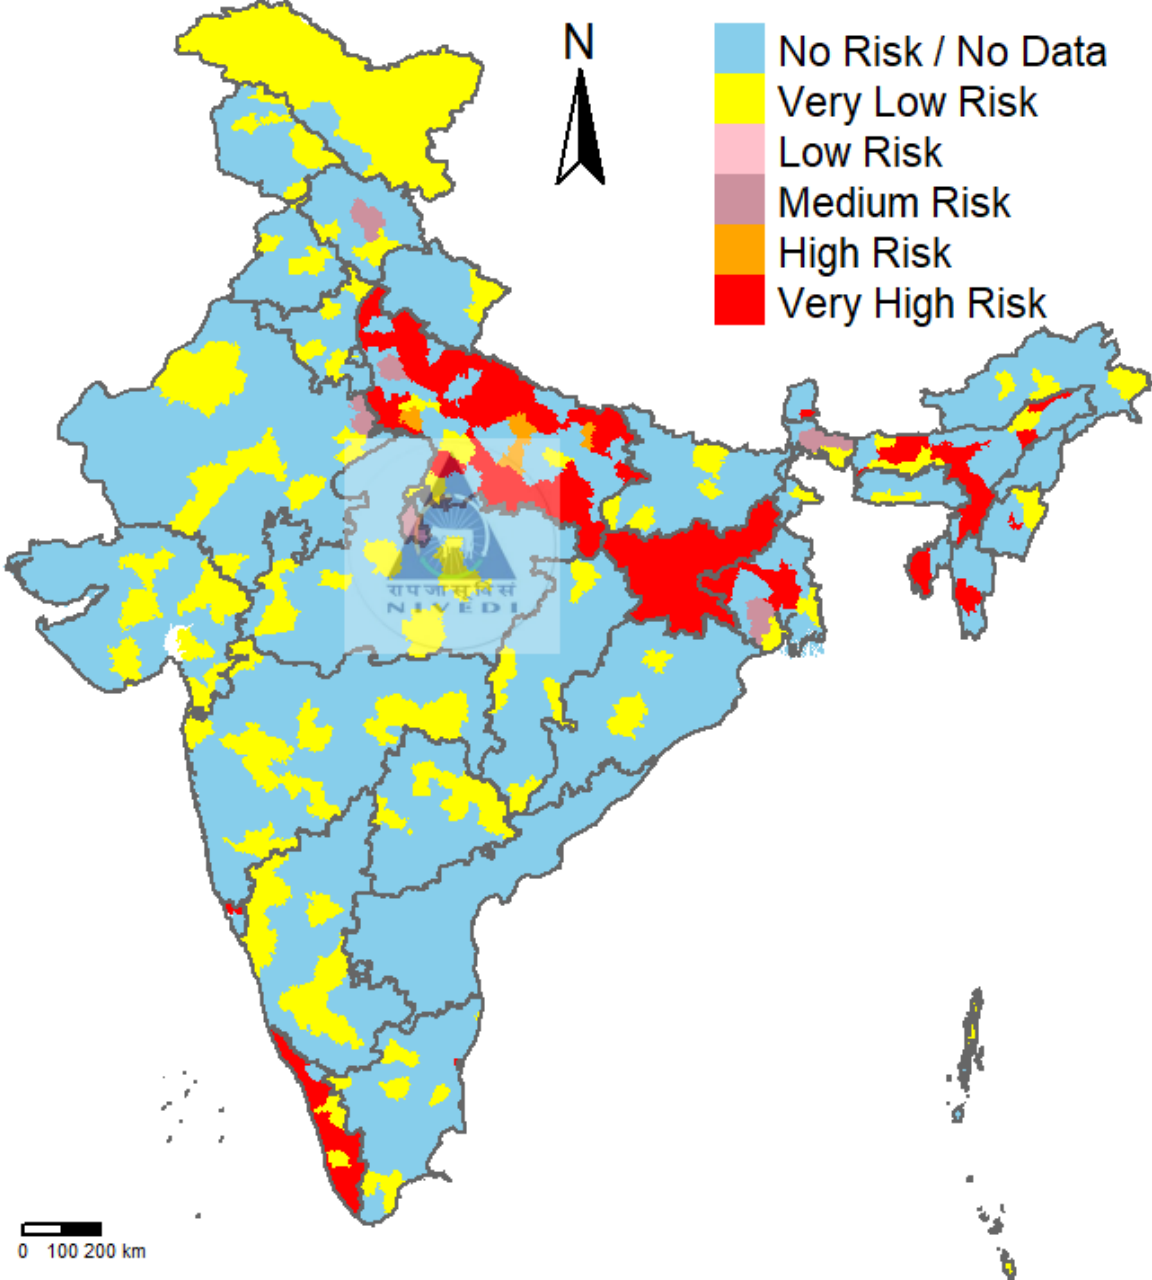 N
No Risk / No Data
Very Low Risk
Low Risk
Medium Risk
High Risk
Very High Risk
रा प जा सू वि सं
NIVEDI
0 100 200 km